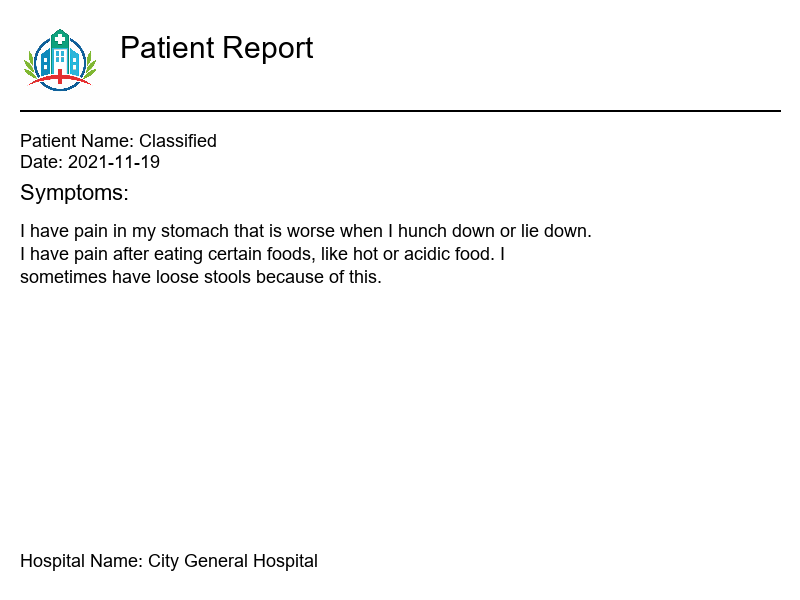 Patient Report
Patient Name: Classified
Date: 2021-11-19
Symptoms:
I have pain in my stomach that is worse when I hunch down or lie down.
I have pain after eating certain foods, like hot or acidic food. I
sometimes have loose stools because of this.
Hospital Name: City General Hospital